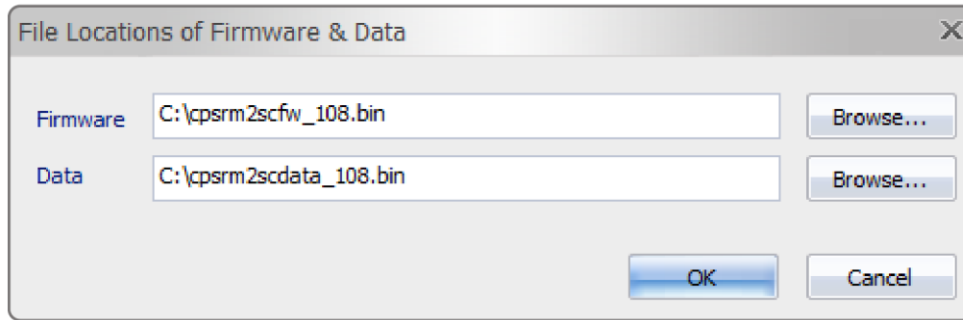 File Locations of Firmware & Data
Firmware C:\cpsrm2scfw_108.bin Browse...
Data C:\cpsrm2scdata_108.bin Browse...
OK Cancel